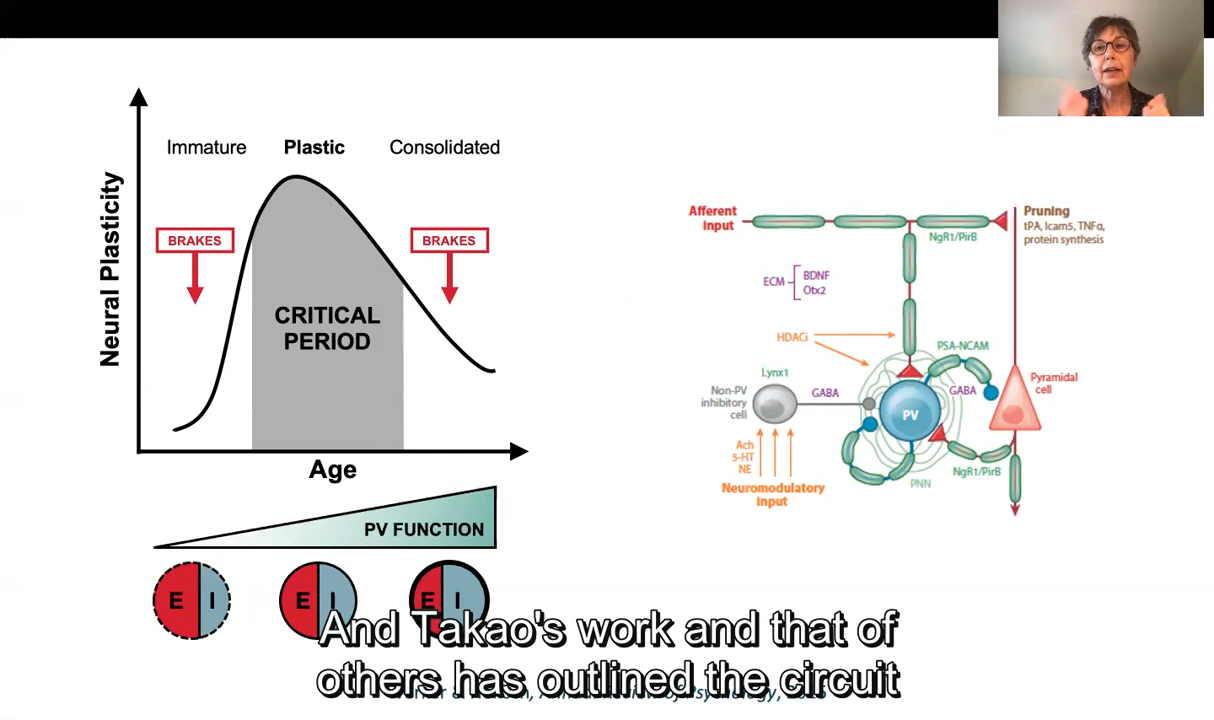 Immature
Plastic
Consolidated
BRAKES
BRAKES
Neural Plasticity
CRITICAL
PERIOD
Age
PV FUNCTION
E I
E I
E I
Afferent
Input
NgR1/PirB
Pruning
tPA, Icam5, TNFα,
protein synthesis
ECM
BDNF
Otx2
HDACi
PSA-NCAM
Lynx1
Non-PV
inhibitory
cell
GABA
PV
GABA
Pyramidal
cell
Ach
5-HT
NE
NgR1/PirB
PNN
Neuromodulatory
Input
And Takao's work and that of
others has outlined the circuit